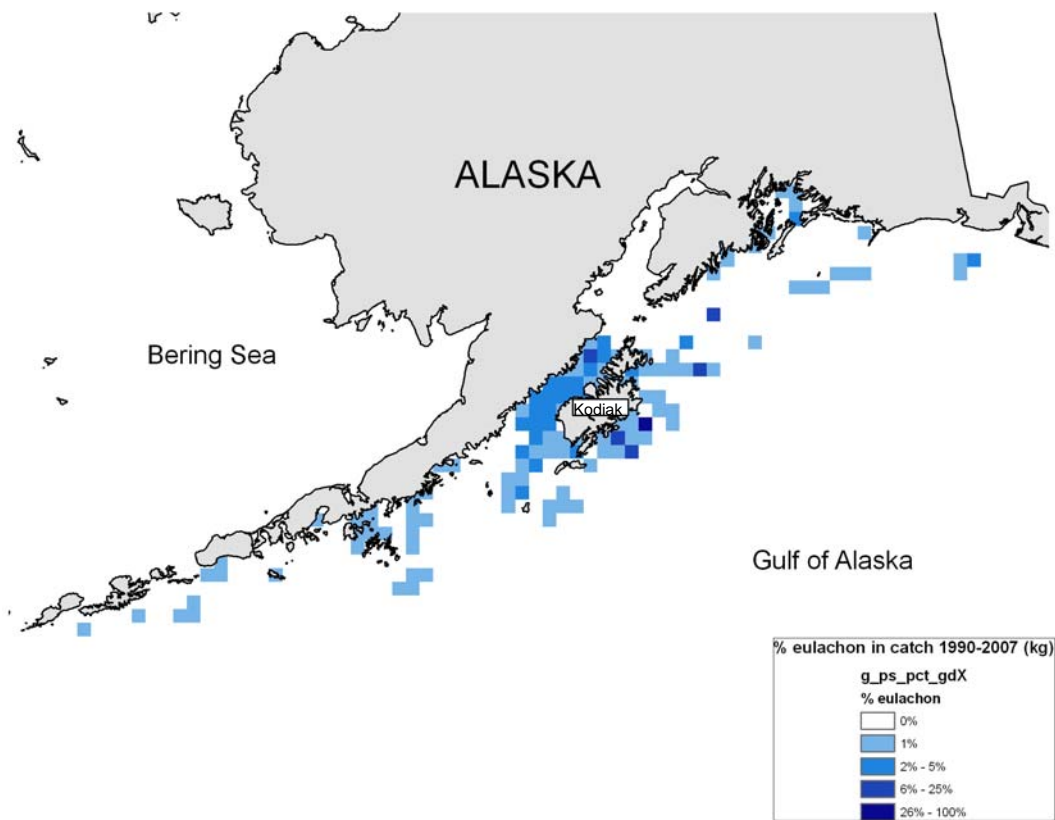 ALASKA
Bering Sea
Kodiak
Gulf of Alaska
% eulachon in catch 1990-2007 (kg)
g_ps_pct_gdX
% eulachon
0%
1%
2% - 5%
6% - 25%
26% - 100%